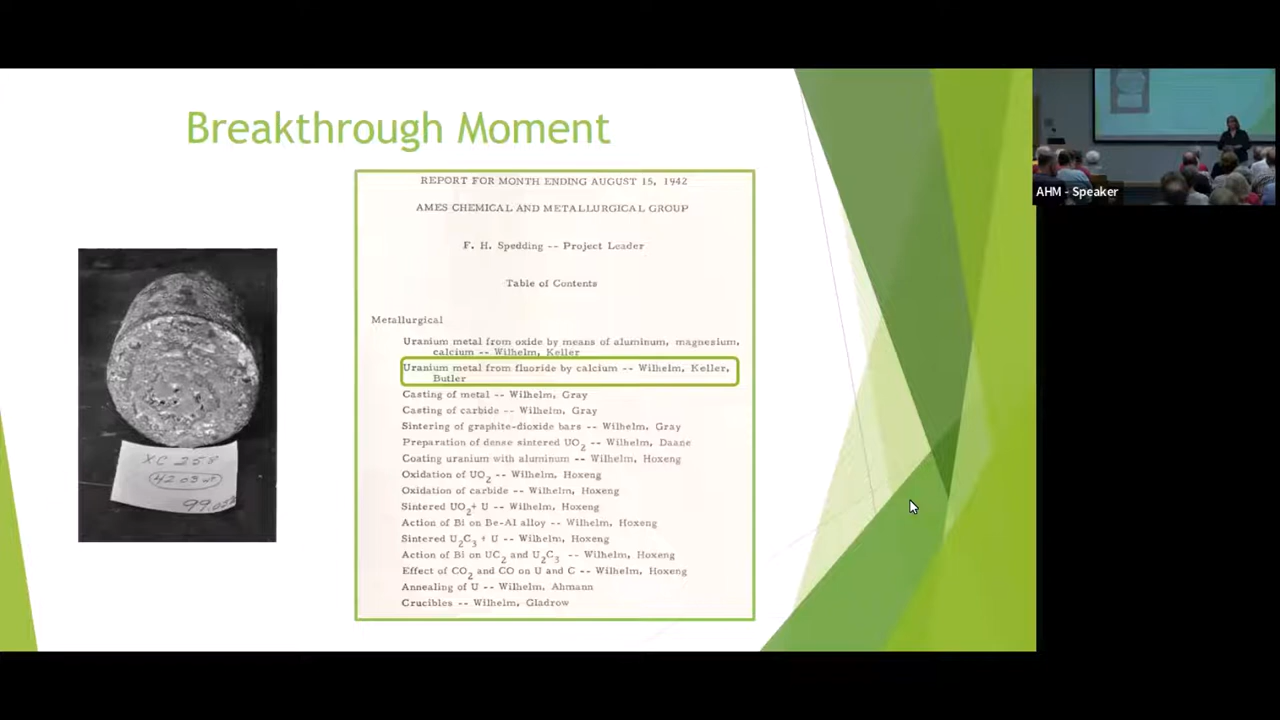 Breakthrough Moment
REPORT FOR MONTH ENDING AUGUST 15, 1942
AMES CHEMICAL AND METALLURGICAL GROUP
F. H. Spedding -- Project Leader
Table of Contents
Metallurgical
Uranium metal from oxide by means of aluminum, magnesium,
calcium -- Wilhelm, Keller
Uranium metal from fluoride by calcium -- Wilhelm, Keller,
Butler
Casting of metal -- Wilhelm, Gray
Casting of carbide -- Wilhelm, Gray
Sintering of graphite-dioxide bars -- Wilhelm, Gray
Preparation of dense sintered UO2 -- Wilhelm, Daane
Coating uranium with aluminum -- Wilhelm, Hoxeng
Oxidation of UO2 -- Wilhelm, Hoxeng
Oxidation of carbide -- Wilhelm, Hoxeng
Sintered UO2+ U -- Wilhelm, Hoxeng
Action of Bi on Be-Al alloy -- Wilhelm, Hoxeng
Sintered U2C3 + U -- Wilhelm, Hoxeng
Action of Bi on UC2 and U2C3 -- Wilhelm, Hoxeng
Effect of CO2 and CO on U and C -- Wilhelm, Hoxeng
Annealing of U -- Wilhelm, Ahmann
Crucibles -- Wilhelm, Gladrow
XC 258
AHM - Speaker